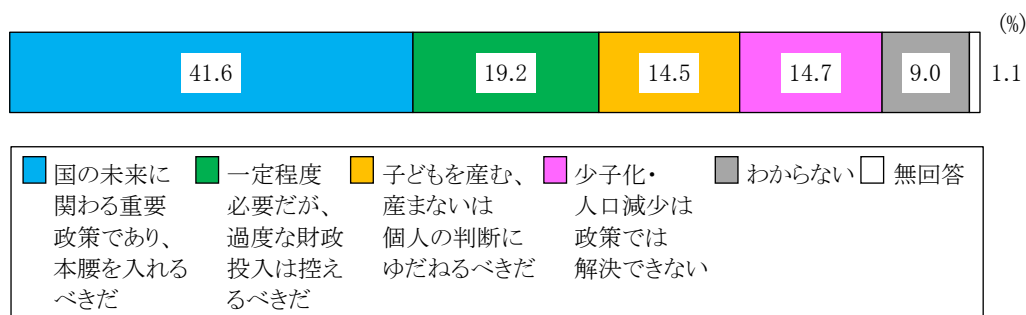 (%)
41.6 19.2 14.5 14.7 9.0 1.1
国の未来に
関わる重要
政策であり、
本腰を入れる
べきだ
一定程度
必要だが、
過度な財政
投入は控え
るべきだ
子どもを産む、
産まないは
個人の判断に
ゆだねるべきだ
少子化・
人口減少は
政策では
解決できない
わからない
無回答